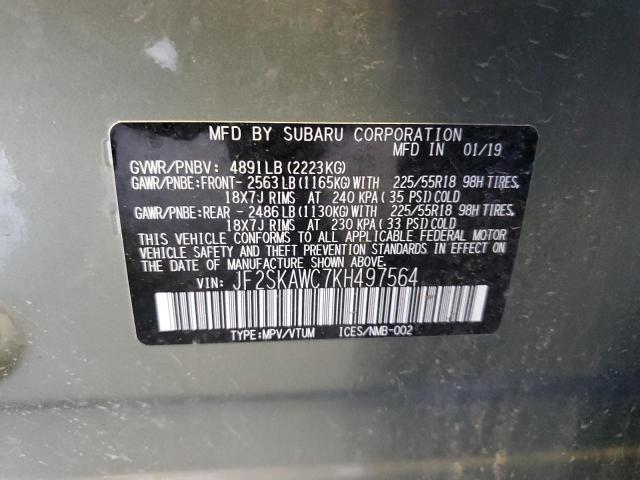 MFD BY SUBARU CORPORATION
MFD IN 01/19
GVWR/PNBV: 4891LB (2223KG)
GAWR/PNBE:FRONT- 2563LB (1165KG)WITH 225/55R18 98H TIRES,
18X7J RIMS AT 240 KPA (35 PSI)COLD
GAWR/PNBE:REAR - 2486LB (1130KG)WITH 225/55R18 98H TIRES,
18X7J RIMS AT 230 KPA (33 PSI)COLD
THIS VEHICLE CONFORMS TO ALL APPLICABLE FEDERAL MOTOR
VEHICLE SAFETY AND THEFT PREVENTION STANDARDS IN
EFFECT ON THE DATE OF MANUFACTURE SHOWN ABOVE.
VIN: JF2SKAWC7KH497564
TYPE:MPV/VTUM ICES/NMB-002